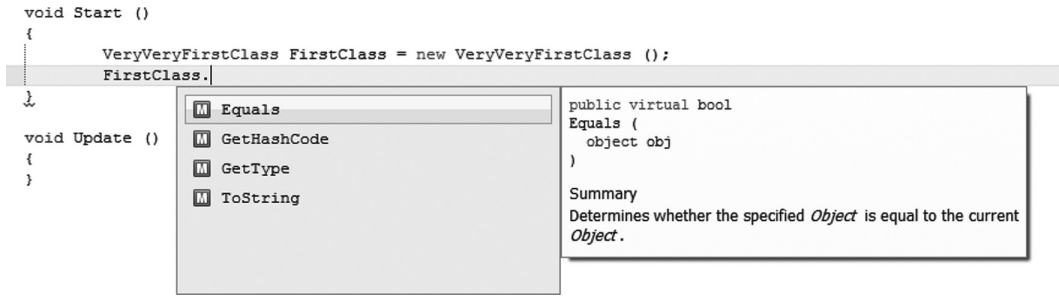 void Start ()
{
VeryVeryFirstClass FirstClass = new VeryVeryFirstClass ();
FirstClass.
}
void Update ()
{
}
M Equals
M GetHashCode
M GetType
M ToString
public virtual bool
Equals (
object obj
)
Summary
Determines whether the specified Object is equal to the current
Object.